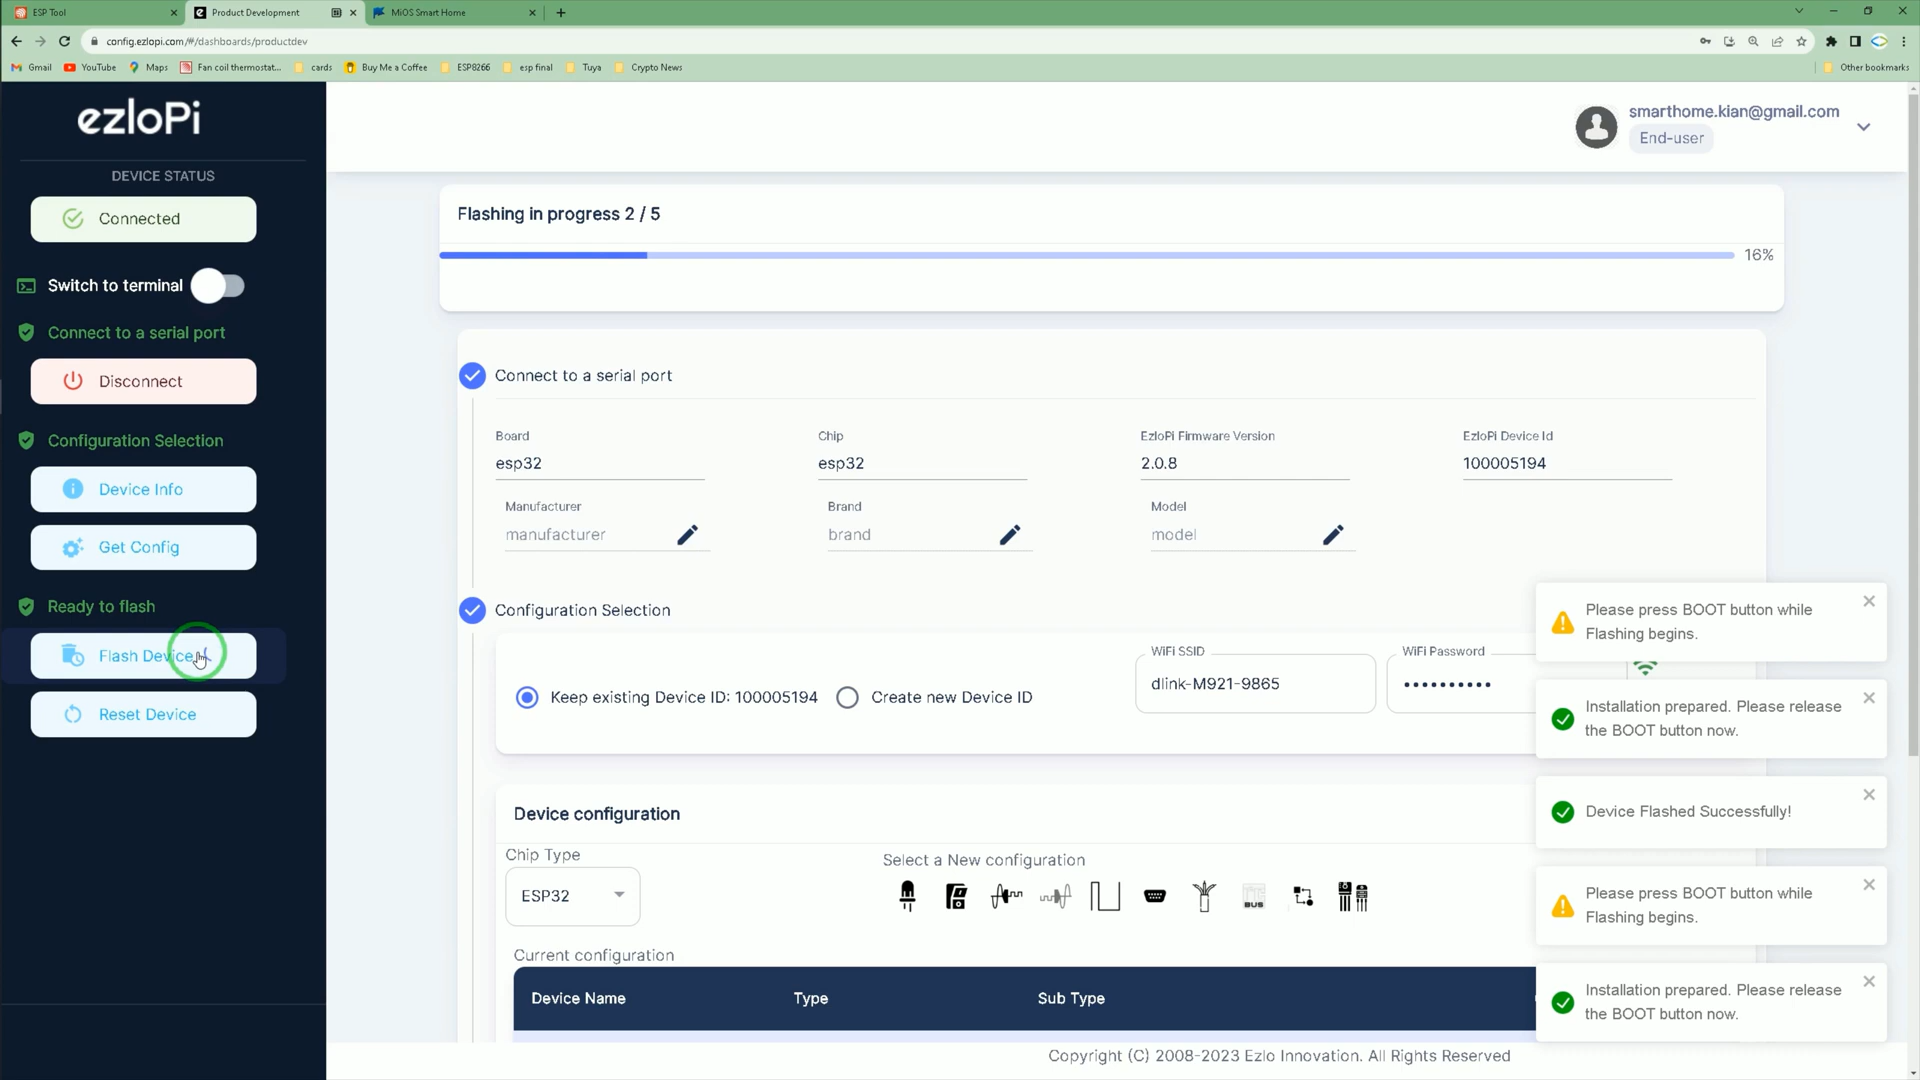 ESP Tool
Product Development
MiOS Smart Home
config.ezlopi.com/#/dashboards/productdev
Gmail
YouTube
Maps
Fan coil thermostat...
cards
Buy Me a Coffee
ESP8266
esp final
Tuya
Crypto News
Other bookmarks
ezloPi
DEVICE STATUS
Connected
Switch to terminal
Connect to a serial port
Disconnect
Configuration Selection
Device Info
Get Config
Ready to flash
Flash Device
Reset Device
smarthome.kian@gmail.com
End-user
Flashing in progress 2 / 5
16%
Connect to a serial port
Board
Chip
EzloPi Firmware Version
EzloPi Device Id
esp32
esp32
2.0.8
100005194
Manufacturer
Brand
Model
manufacturer
brand
model
Configuration Selection
WiFi SSID
WiFi Password
Keep existing Device ID: 100005194
Create new Device ID
dlink-M921-9865
••••••••••
Device configuration
Chip Type
Select a New configuration
ESP32
BUS
Current configuration
Device Name
Type
Sub Type
Please press BOOT button while
Flashing begins.
Installation prepared. Please release
the BOOT button now.
Device Flashed Successfully!
Please press BOOT button while
Flashing begins.
Installation prepared. Please release
the BOOT button now.
Copyright (C) 2008-2023 Ezlo Innovation. All Rights Reserved